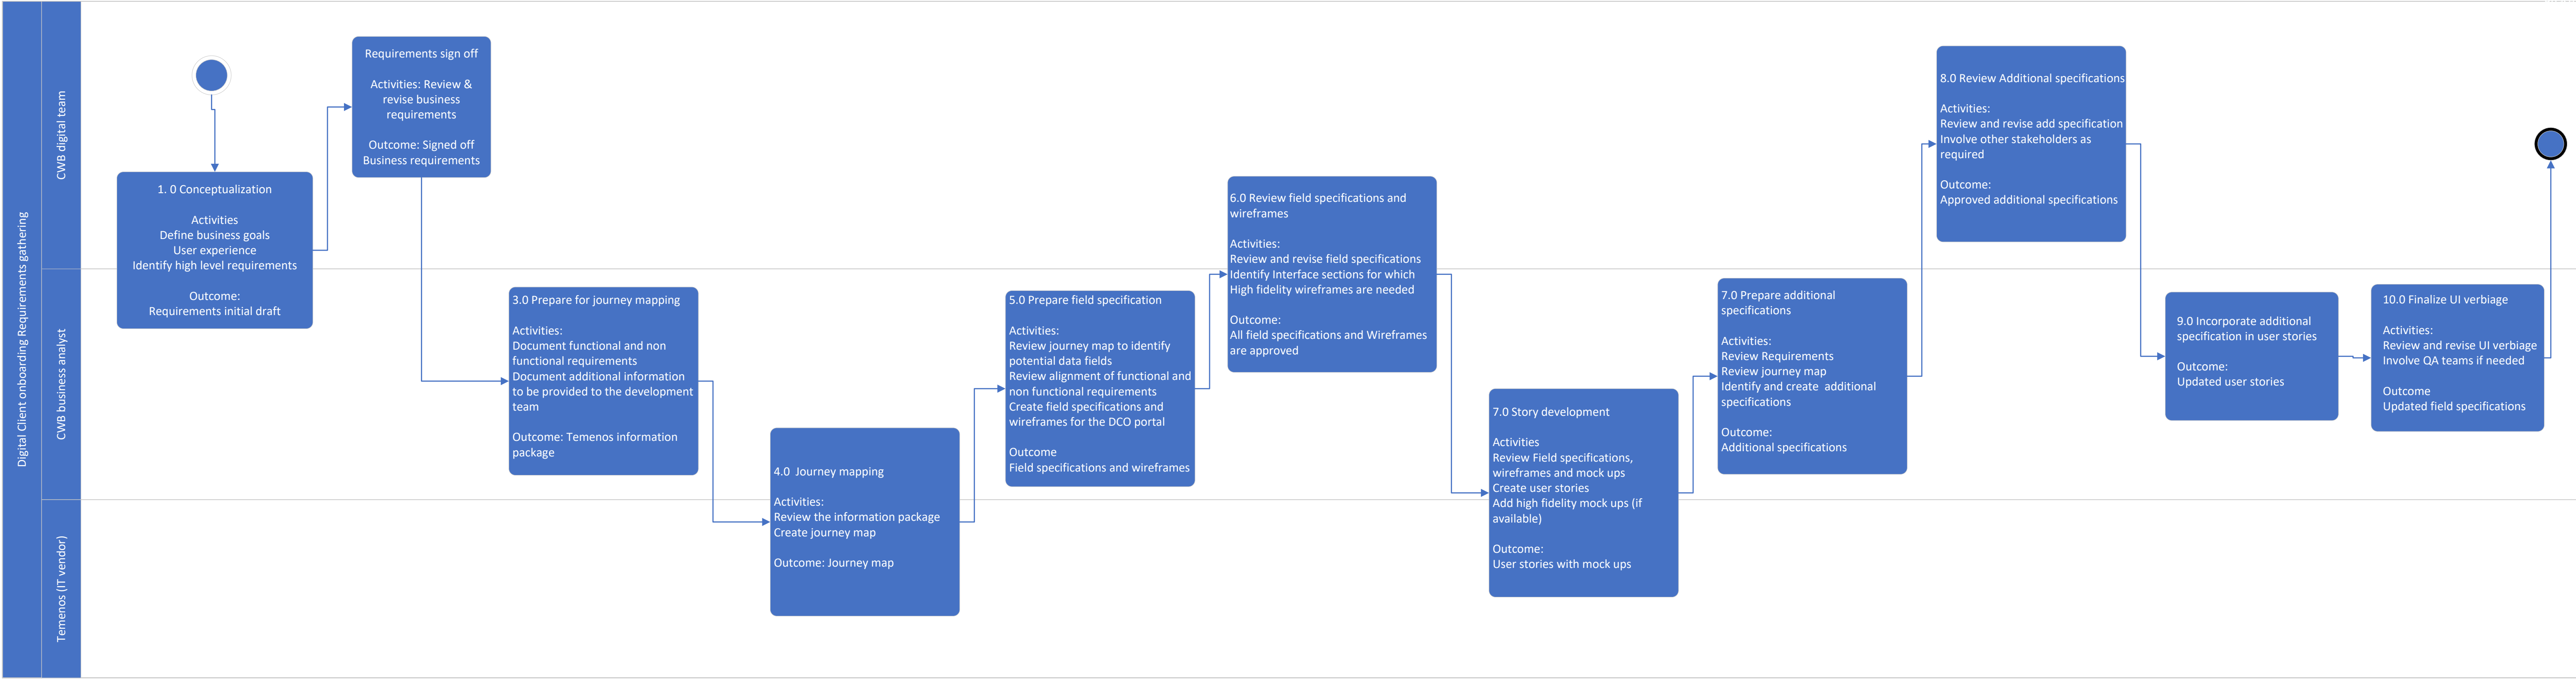 Digital Client onboarding Requirements gathering
CWB digital team
CWB business analyst
Temenos (IT vendor)
1. 0 Conceptualization
Activities
Define business goals
User experience
Identify high level requirements
Outcome:
Requirements initial draft
Requirements sign off
Activities: Review &
revise business
requirements
Outcome: Signed off
Business requirements
3.0 Prepare for journey mapping
Activities:
Document functional and non
functional requirements
Document additional information
to be provided to the development
team
Outcome: Temenos information
package
4.0  Journey mapping
Activities:
Review the information package
Create journey map
Outcome: Journey map
5.0 Prepare field specification
Activities:
Review journey map to identify
potential data fields
Review alignment of functional and
non functional requirements
Create field specifications and
wireframes for the DCO portal
Outcome
Field specifications and wireframes
6.0 Review field specifications and
wireframes
Activities:
Review and revise field specifications
Identify Interface sections for which
High fidelity wireframes are needed
Outcome:
All field specifications and Wireframes
are approved
7.0 Story development
Activities
Review Field specifications,
wireframes and mock ups
Create user stories
Add high fidelity mock ups (if
available)
Outcome:
User stories with mock ups
7.0 Prepare additional
specifications
Activities:
Review Requirements
Review journey map
Identify and create  additional
specifications
Outcome:
Additional specifications
8.0 Review Additional specifications
Activities:
Review and revise add specification
Involve other stakeholders as
required
Outcome:
Approved additional specifications
9.0 Incorporate additional
specification in user stories
Outcome:
Updated user stories
10.0 Finalize UI verbiage
Activities:
Review and revise UI verbiage
Involve QA teams if needed
Outcome
Updated field specifications